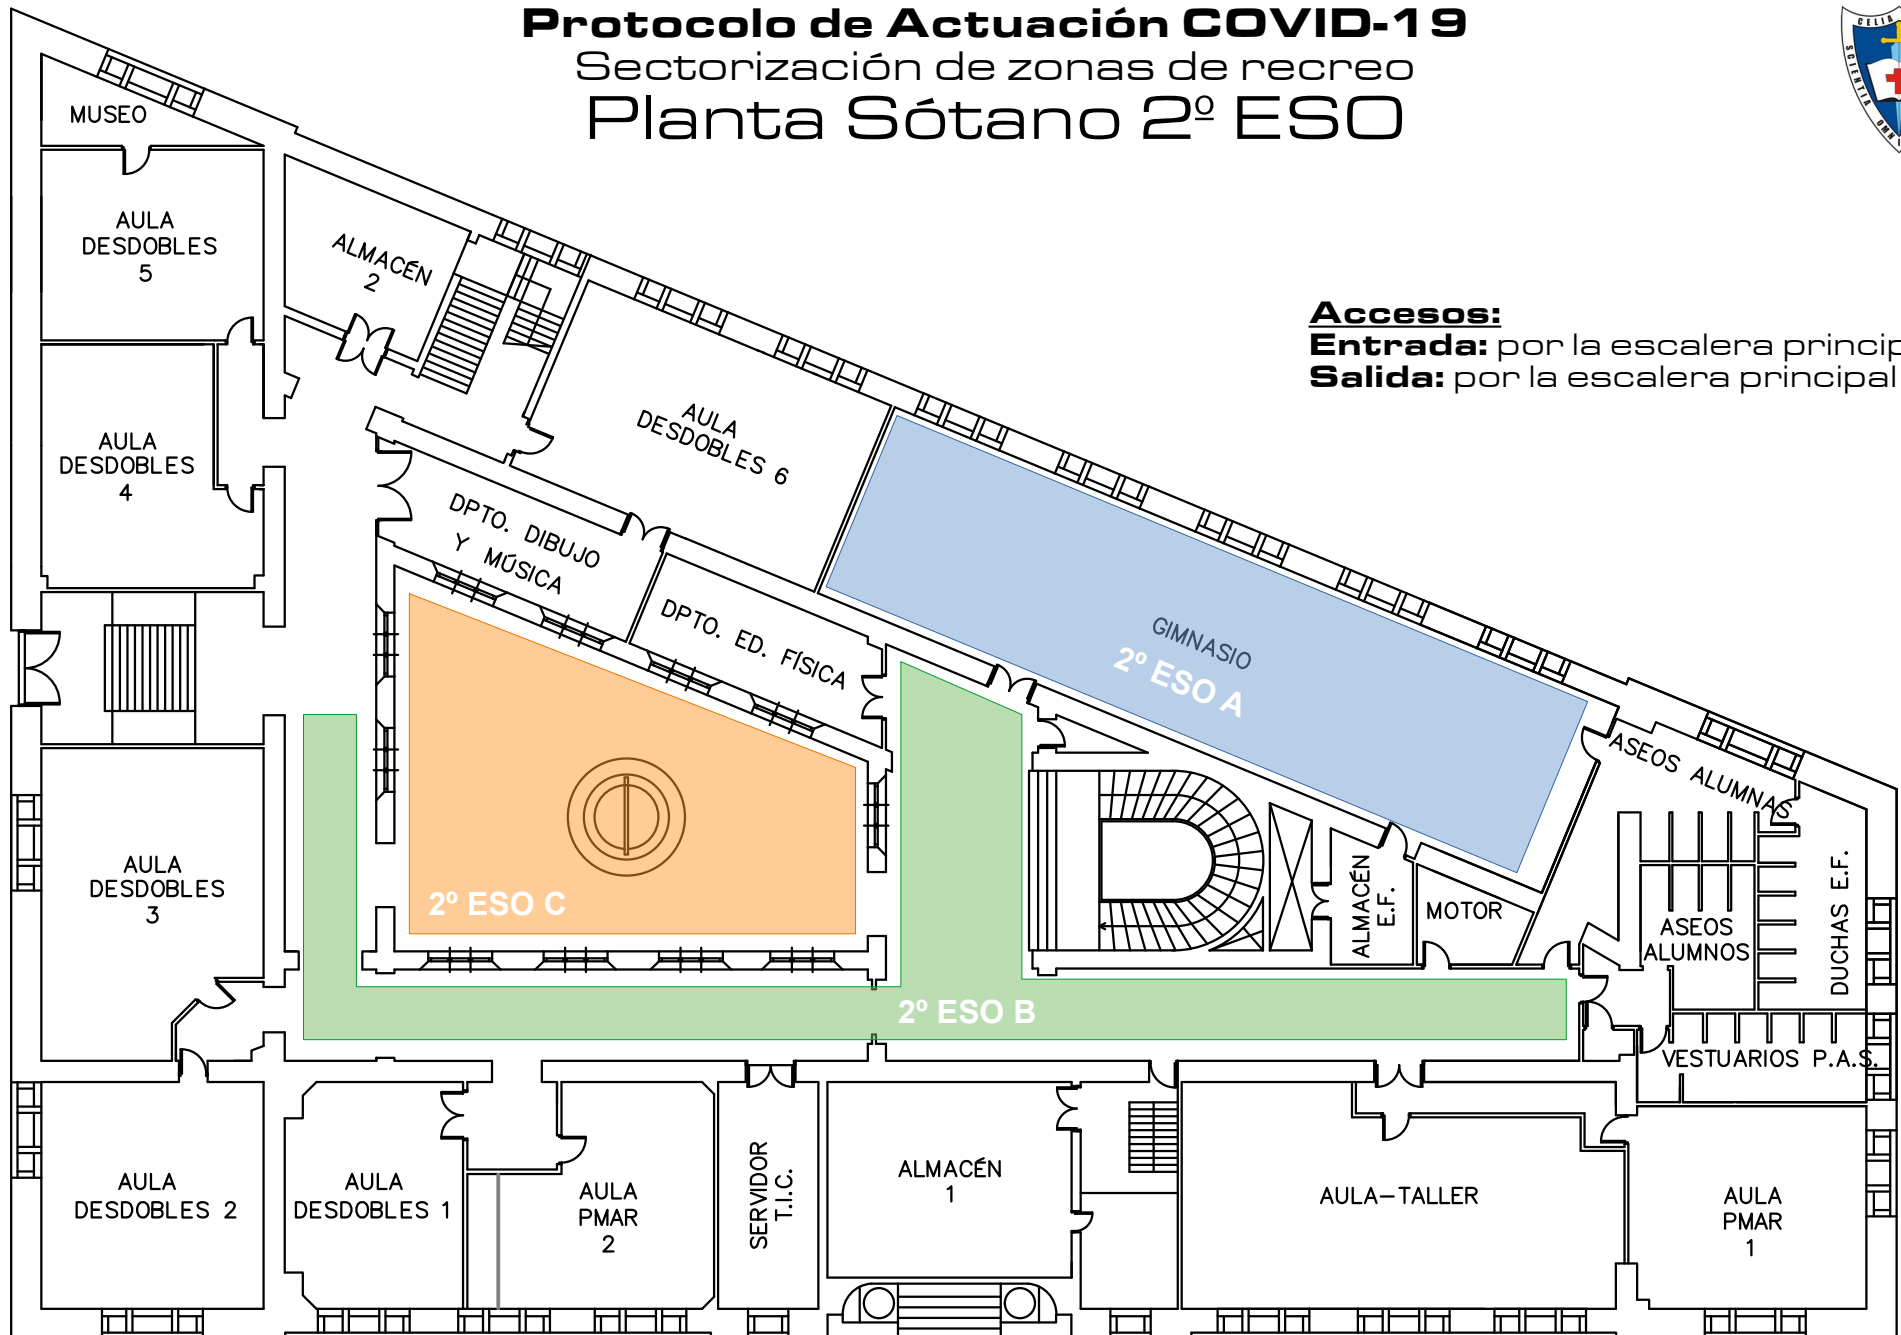 Protocolo de Actuación COVID-19
Sectorización de zonas de recreo
Planta Sótano 2º ESO
CELIA
SCIENTIA
Accesos:
Entrada: por la escalera princip
Salida: por la escalera principal
MUSEO
AULA
DESDOBLES
5
ALMACÉN
2
AULA
DESDOBLES
4
AULA
DESDOBLES 6
DPTO. DIBUJO
Y MÚSICA
DPTO. ED. FÍSICA
GIMNASIO
2º ESO A
ASEOS ALUMNAS
AULA
DESDOBLES
3
2º ESO C
ALMACÉN
E.F.
MOTOR
ASEOS
ALUMNOS
DUCHAS E.F.
2º ESO B
VESTUARIOS P.A.S.
AULA
DESDOBLES 2
AULA
DESDOBLES 1
AULA
PMAR
2
SERVIDOR
T.I.C.
ALMACÉN
1
AULA-TALLER
AULA
PMAR
1